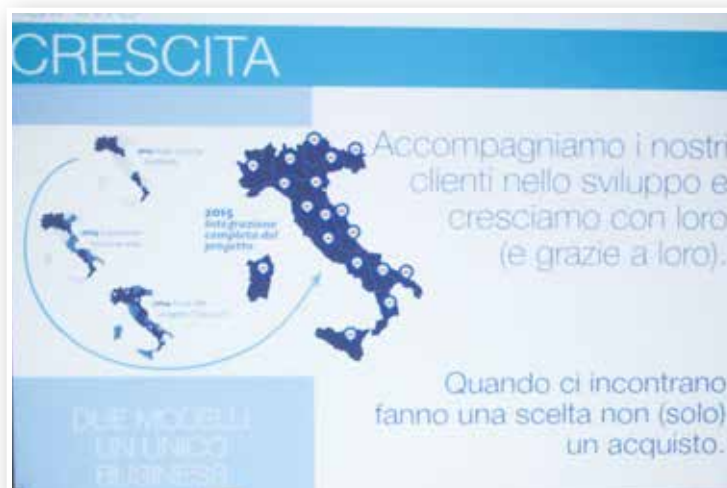 CRESCITA
2015
Integrazione
completa del
progetto
Accompagniamo i nostri
clienti nello sviluppo e
cresciamo con loro
(e grazie a loro).
Quando ci incontrano
fanno una scelta non (solo)
un acquisto.
DUE MODELLI
UN UNICO
BUSINESS